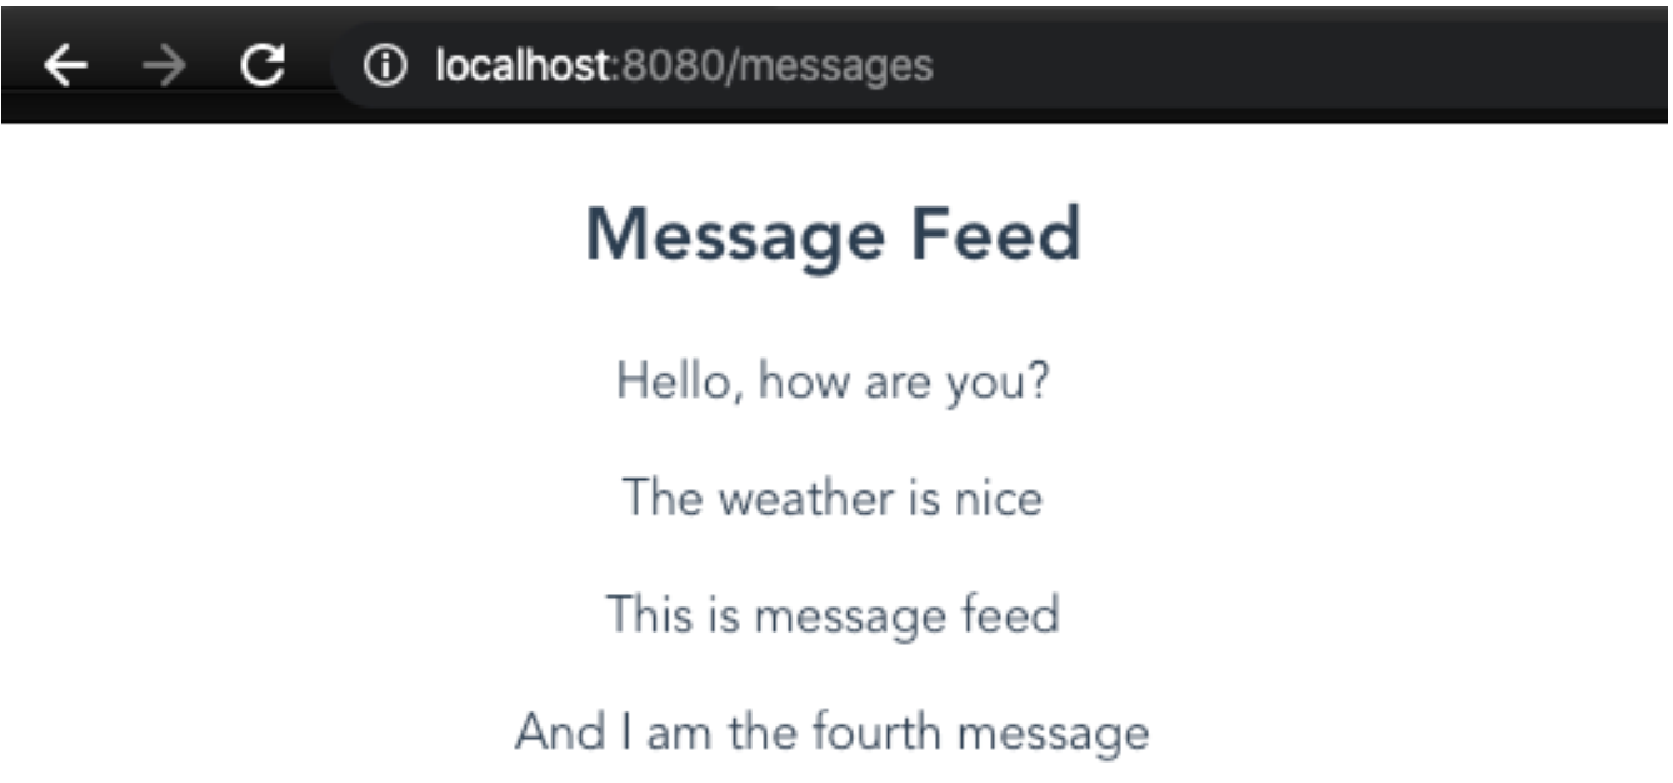 localhost:8080/messages
Message Feed
Hello, how are you?
The weather is nice
This is message feed
And I am the fourth message